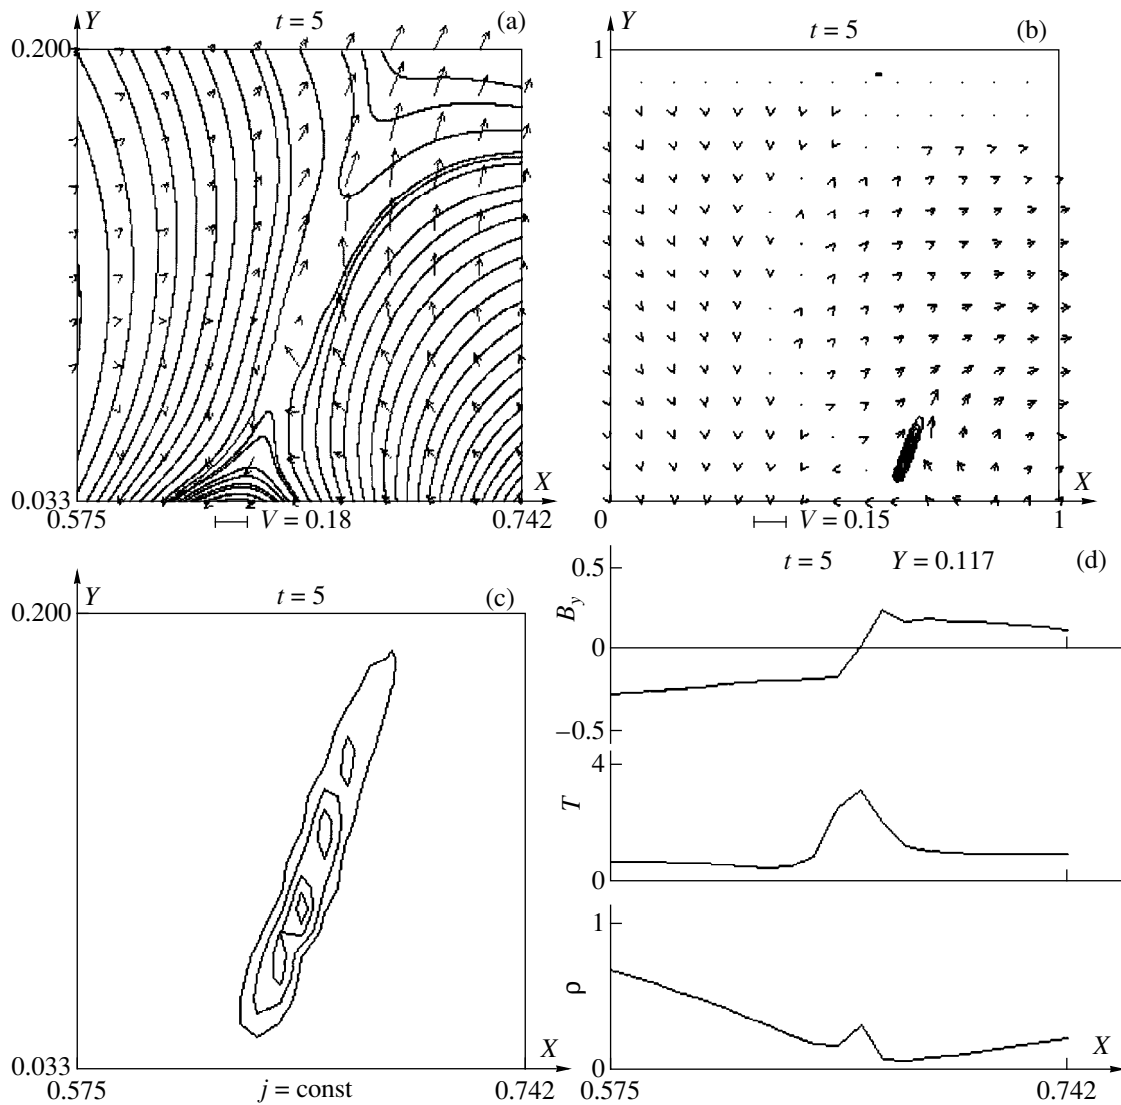 Y t = 5 (a)
0.200
0.033
0.575 V = 0.18 0.742
X
Y t = 5 (b)
1
0 V = 0.15 1
X
Y t = 5 (c)
0.200
0.033
0.575 j = const 0.742
X
t = 5 Y = 0.117 (d)
0.5
B_y
0
–0.5
4
T
0
1
ρ
0
X
0.575 0.742